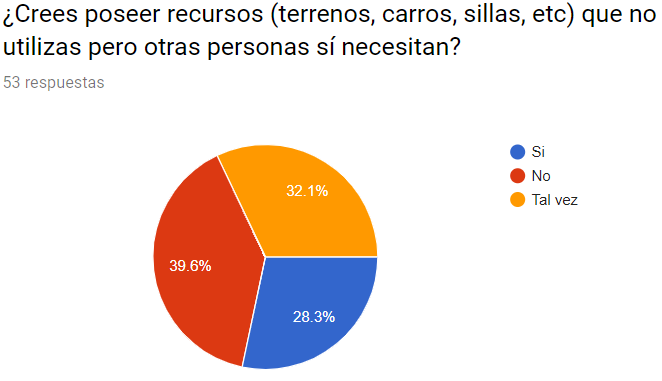 ¿Crees poseer recursos (terrenos, carros, sillas, etc) que no
utilizas pero otras personas sí necesitan?
53 respuestas
Si
No
Tal vez
32.1%
39.6%
28.3%